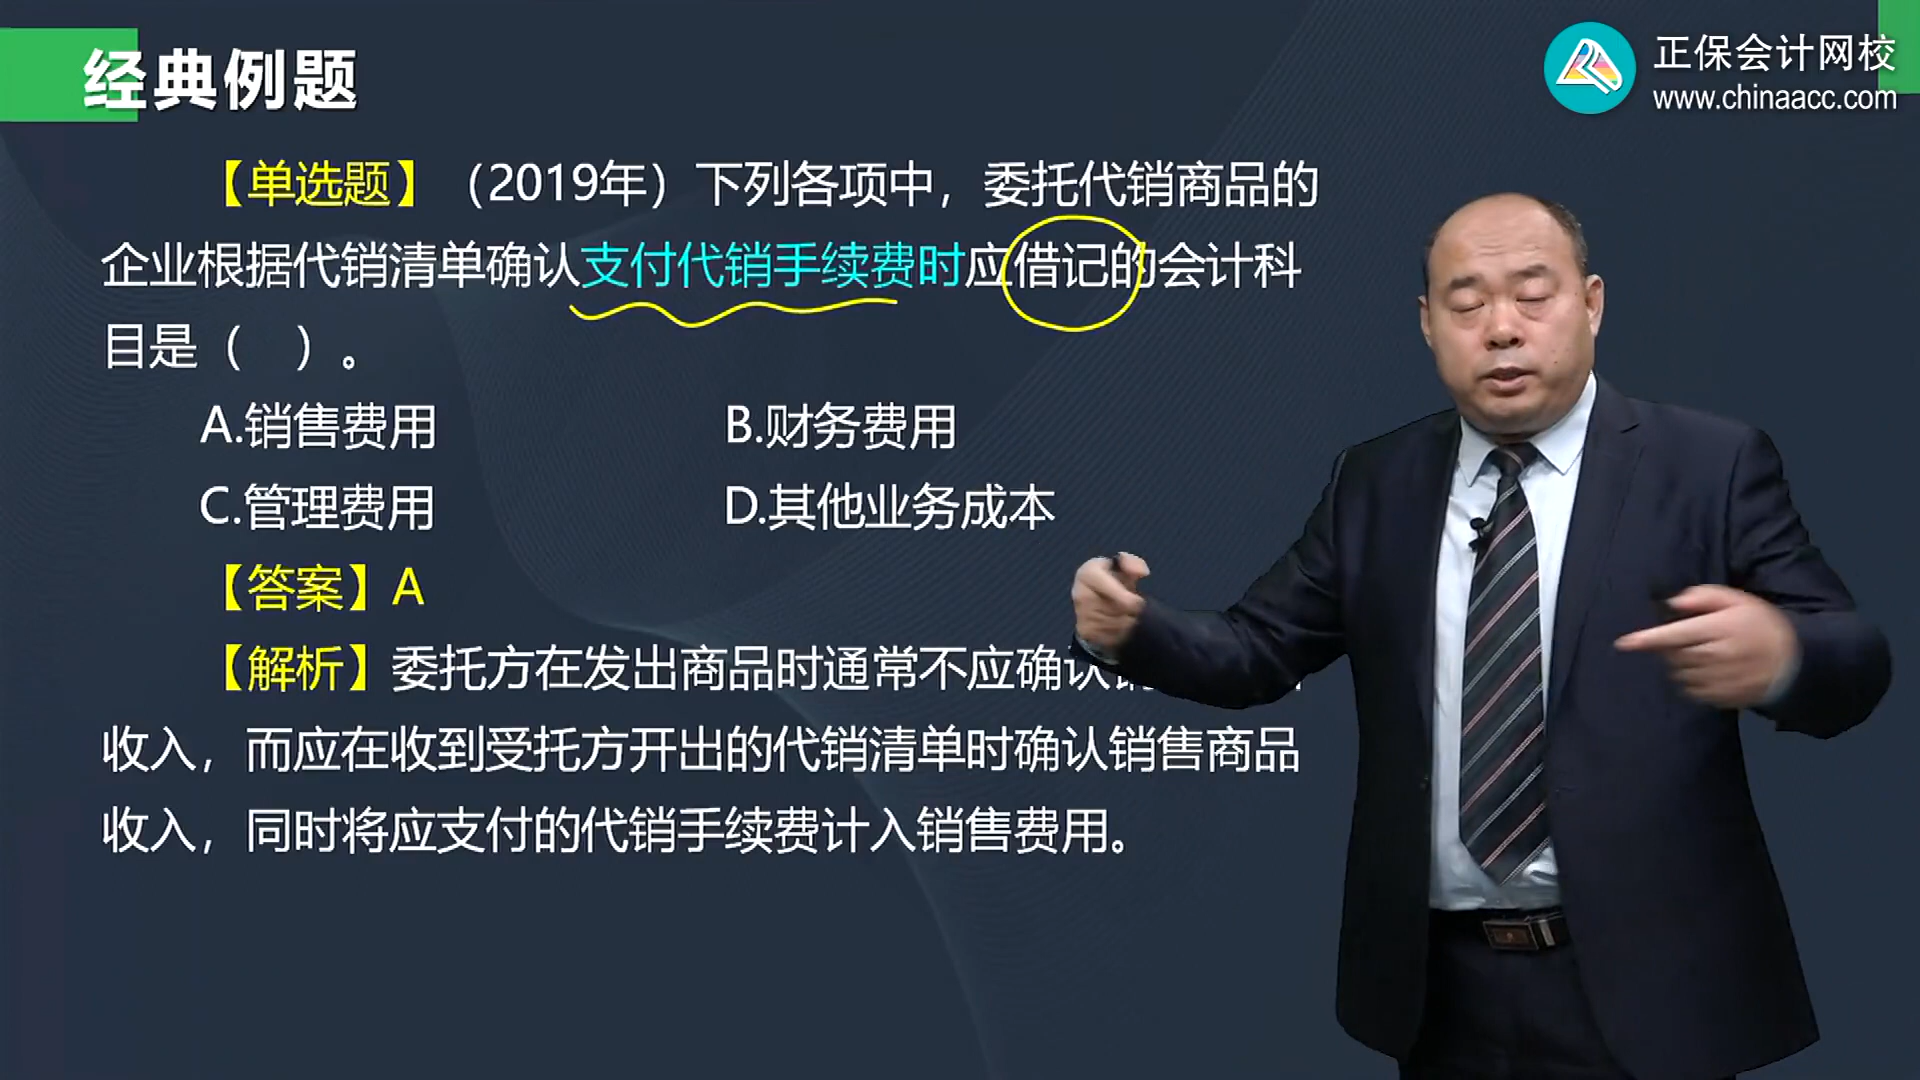 经典例题
正保会计网校
www.chinaacc.com
【单选题】（2019年）下列各项中，委托代销商品的
企业根据代销清单确认支付代销手续费时应借记的会计科
目是（　）。
A.销售费用
B.财务费用
C.管理费用
D.其他业务成本
【答案】A
【解析】委托方在发出商品时通常不应确认
收入，而应在收到受托方开出的代销清单时确认销售商品
收入，同时将应支付的代销手续费计入销售费用。